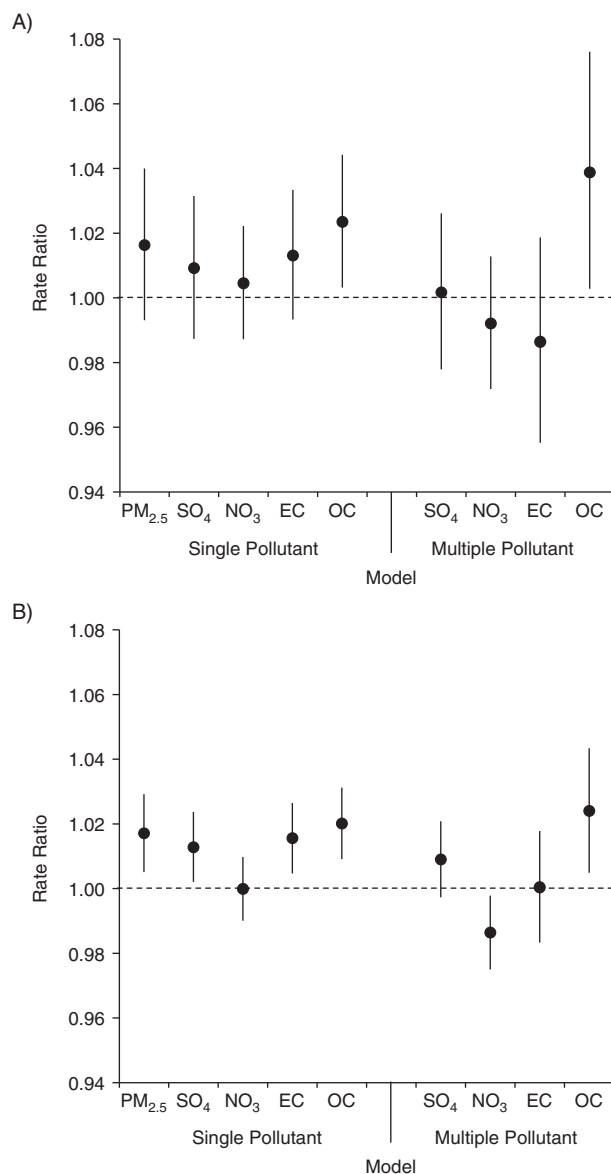 A)
1.08
1.06
1.04
1.02
1.00
0.98
0.96
0.94
Rate Ratio
PM2.5 SO4 NO3 EC OC SO4 NO3 EC OC
Single Pollutant Multiple Pollutant
Model
B)
1.08
1.06
1.04
1.02
1.00
0.98
0.96
0.94
Rate Ratio
PM2.5 SO4 NO3 EC OC SO4 NO3 EC OC
Single Pollutant Multiple Pollutant
Model